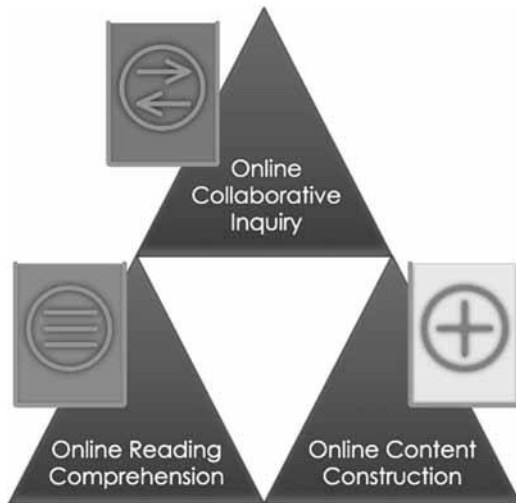 Online
Collaborative
Inquiry
Online Reading
Comprehension
Online Content
Construction